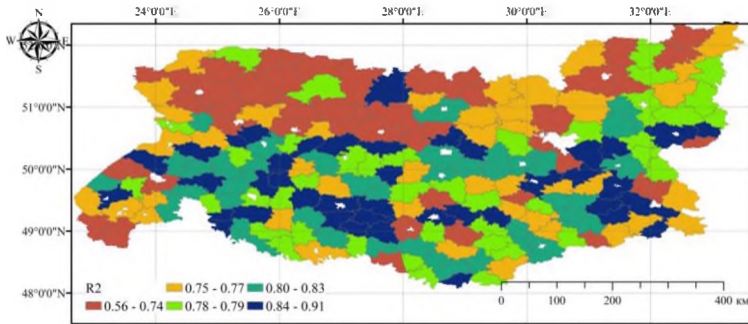 N
24°0'0"E 26°0'0"E 28°0'0"E 30°0'0"E 32°0'0"E
W E
S
51°0'0"N
50°0'0"N
49°0'0"N
48°0'0"N
R2
0.75 - 0.77 0.80 - 0.83
0.56 - 0.74 0.78 - 0.79 0.84 - 0.91
0 50 100 200 300 400 км